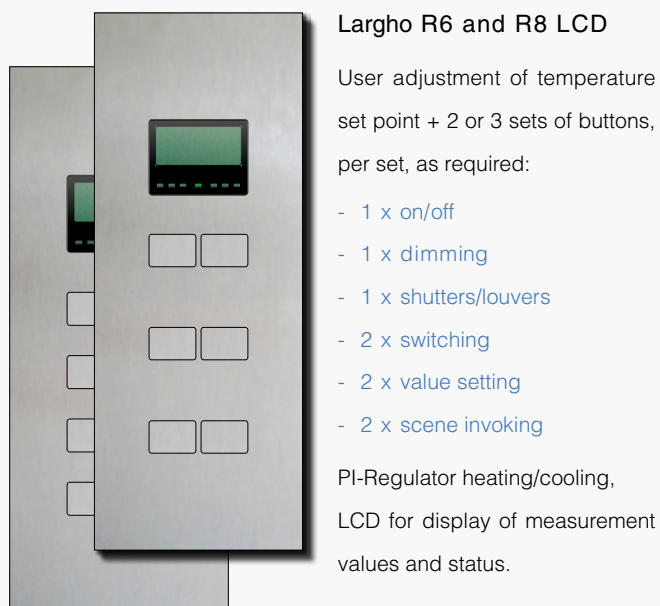 Largho R6 and R8 LCD
User adjustment of temperature
set point + 2 or 3 sets of buttons,
per set, as required:
- 1 x on/off
- 1 x dimming
- 1 x shutters/louvers
- 2 x switching
- 2 x value setting
- 2 x scene invoking
PI-Regulator heating/cooling,
LCD for display of measurement
values and status.